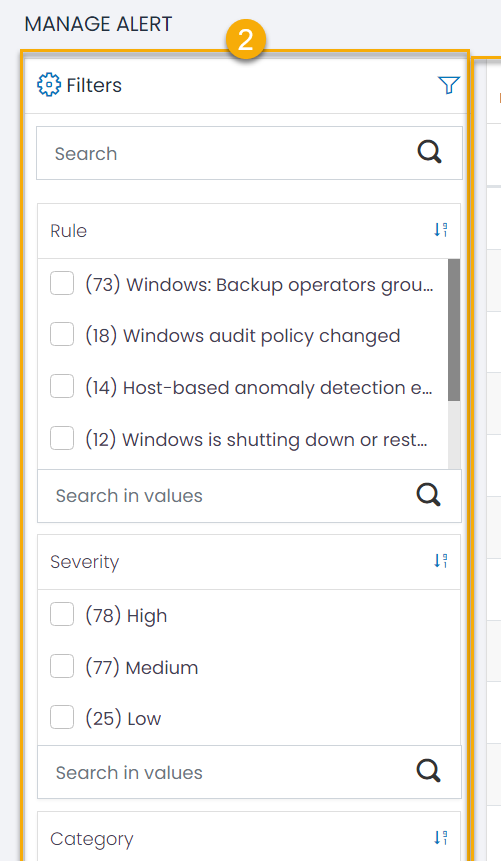 MANAGE ALERT
2
Filters
Search
Rule
(73) Windows: Backup operators grou...
(18) Windows audit policy changed
(14) Host-based anomaly detection e...
(12) Windows is shutting down or rest...
Search in values
Severity
(78) High
(77) Medium
(25) Low
Search in values
Category